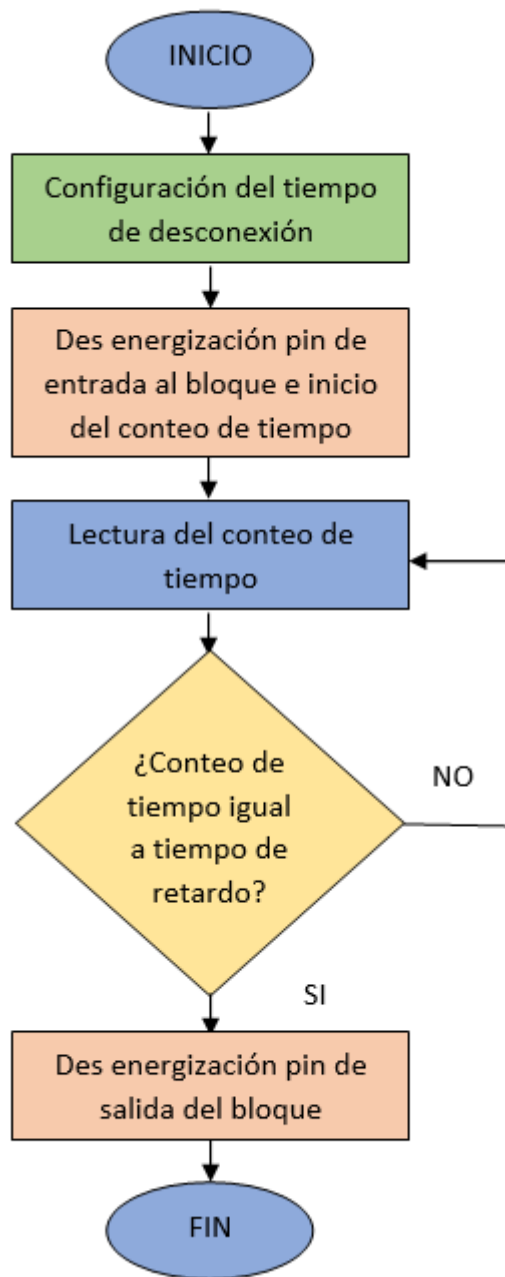 INICIO
Configuración del tiempo
de desconexión
Des energización pin de
entrada al bloque e inicio
del conteo de tiempo
Lectura del conteo de
tiempo
¿Conteo de
tiempo igual
a tiempo de
retardo?
NO
SI
Des energización pin de
salida del bloque
FIN